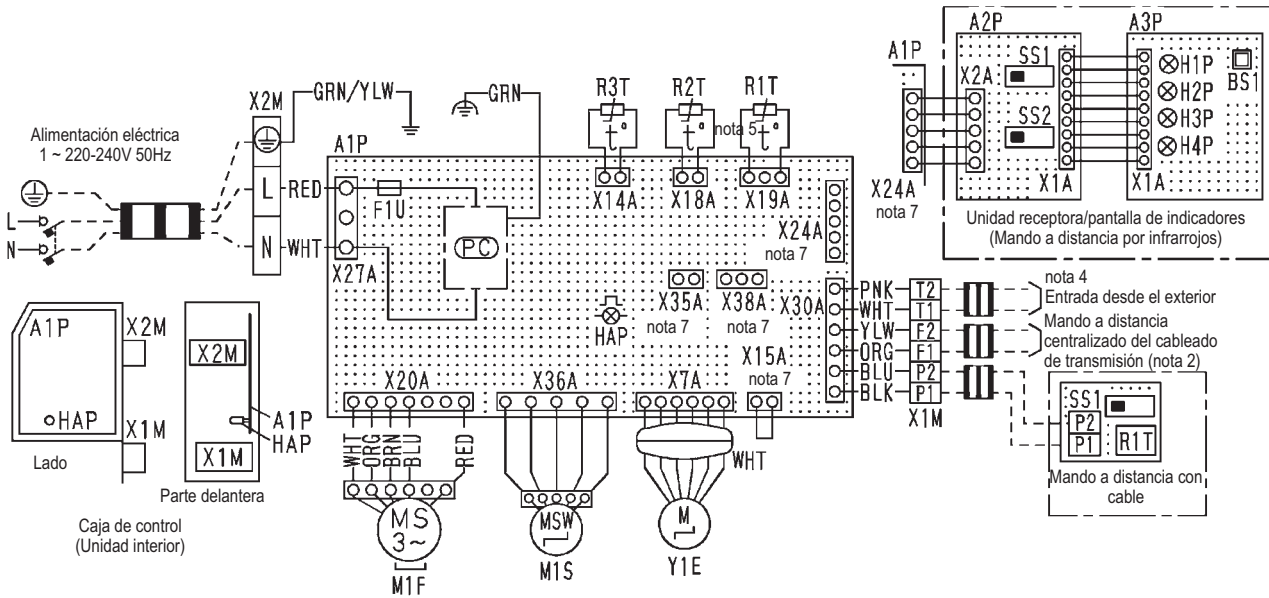 A2P
A3P
SS1
X2A
SS2
X1A
H1P
H2P
H3P
H4P
BS1
X1A
A1P
X24A
nota 7
Unidad receptora/pantalla de indicadores
(Mando a distancia por infrarrojos)
Alimentación eléctrica
1 ~ 220-240V 50Hz
L
N
X2M
L
N
GRN/YLW
GRN
RED
WHT
A1P
F1U
PC
X27A
R3T
tº
X14A
R2T
tº
X18A
R1T
nota 5
tº
X19A
X24A
nota 7
X35A
nota 7
X38A
nota 7
HAP
X15A
nota 7
X30A
PNK
WHT
YLW
ORG
BLU
BLK
T2
T1
F2
F1
P2
P1
X1M
nota 4
Entrada desde el exterior
Mando a distancia
centralizado del cableado
de transmisión (nota 2)
SS1
P2
P1
R1T
Mando a distancia con
cable
X20A
WHT
ORG
BRN
BLU
RED
MS
3~
M1F
X36A
MSW
M1S
X7A
M
Y1E
WHT
A1P
HAP
X2M
X1M
Lado
X2M
X1M
A1P
HAP
Parte delantera
Caja de control
(Unidad interior)